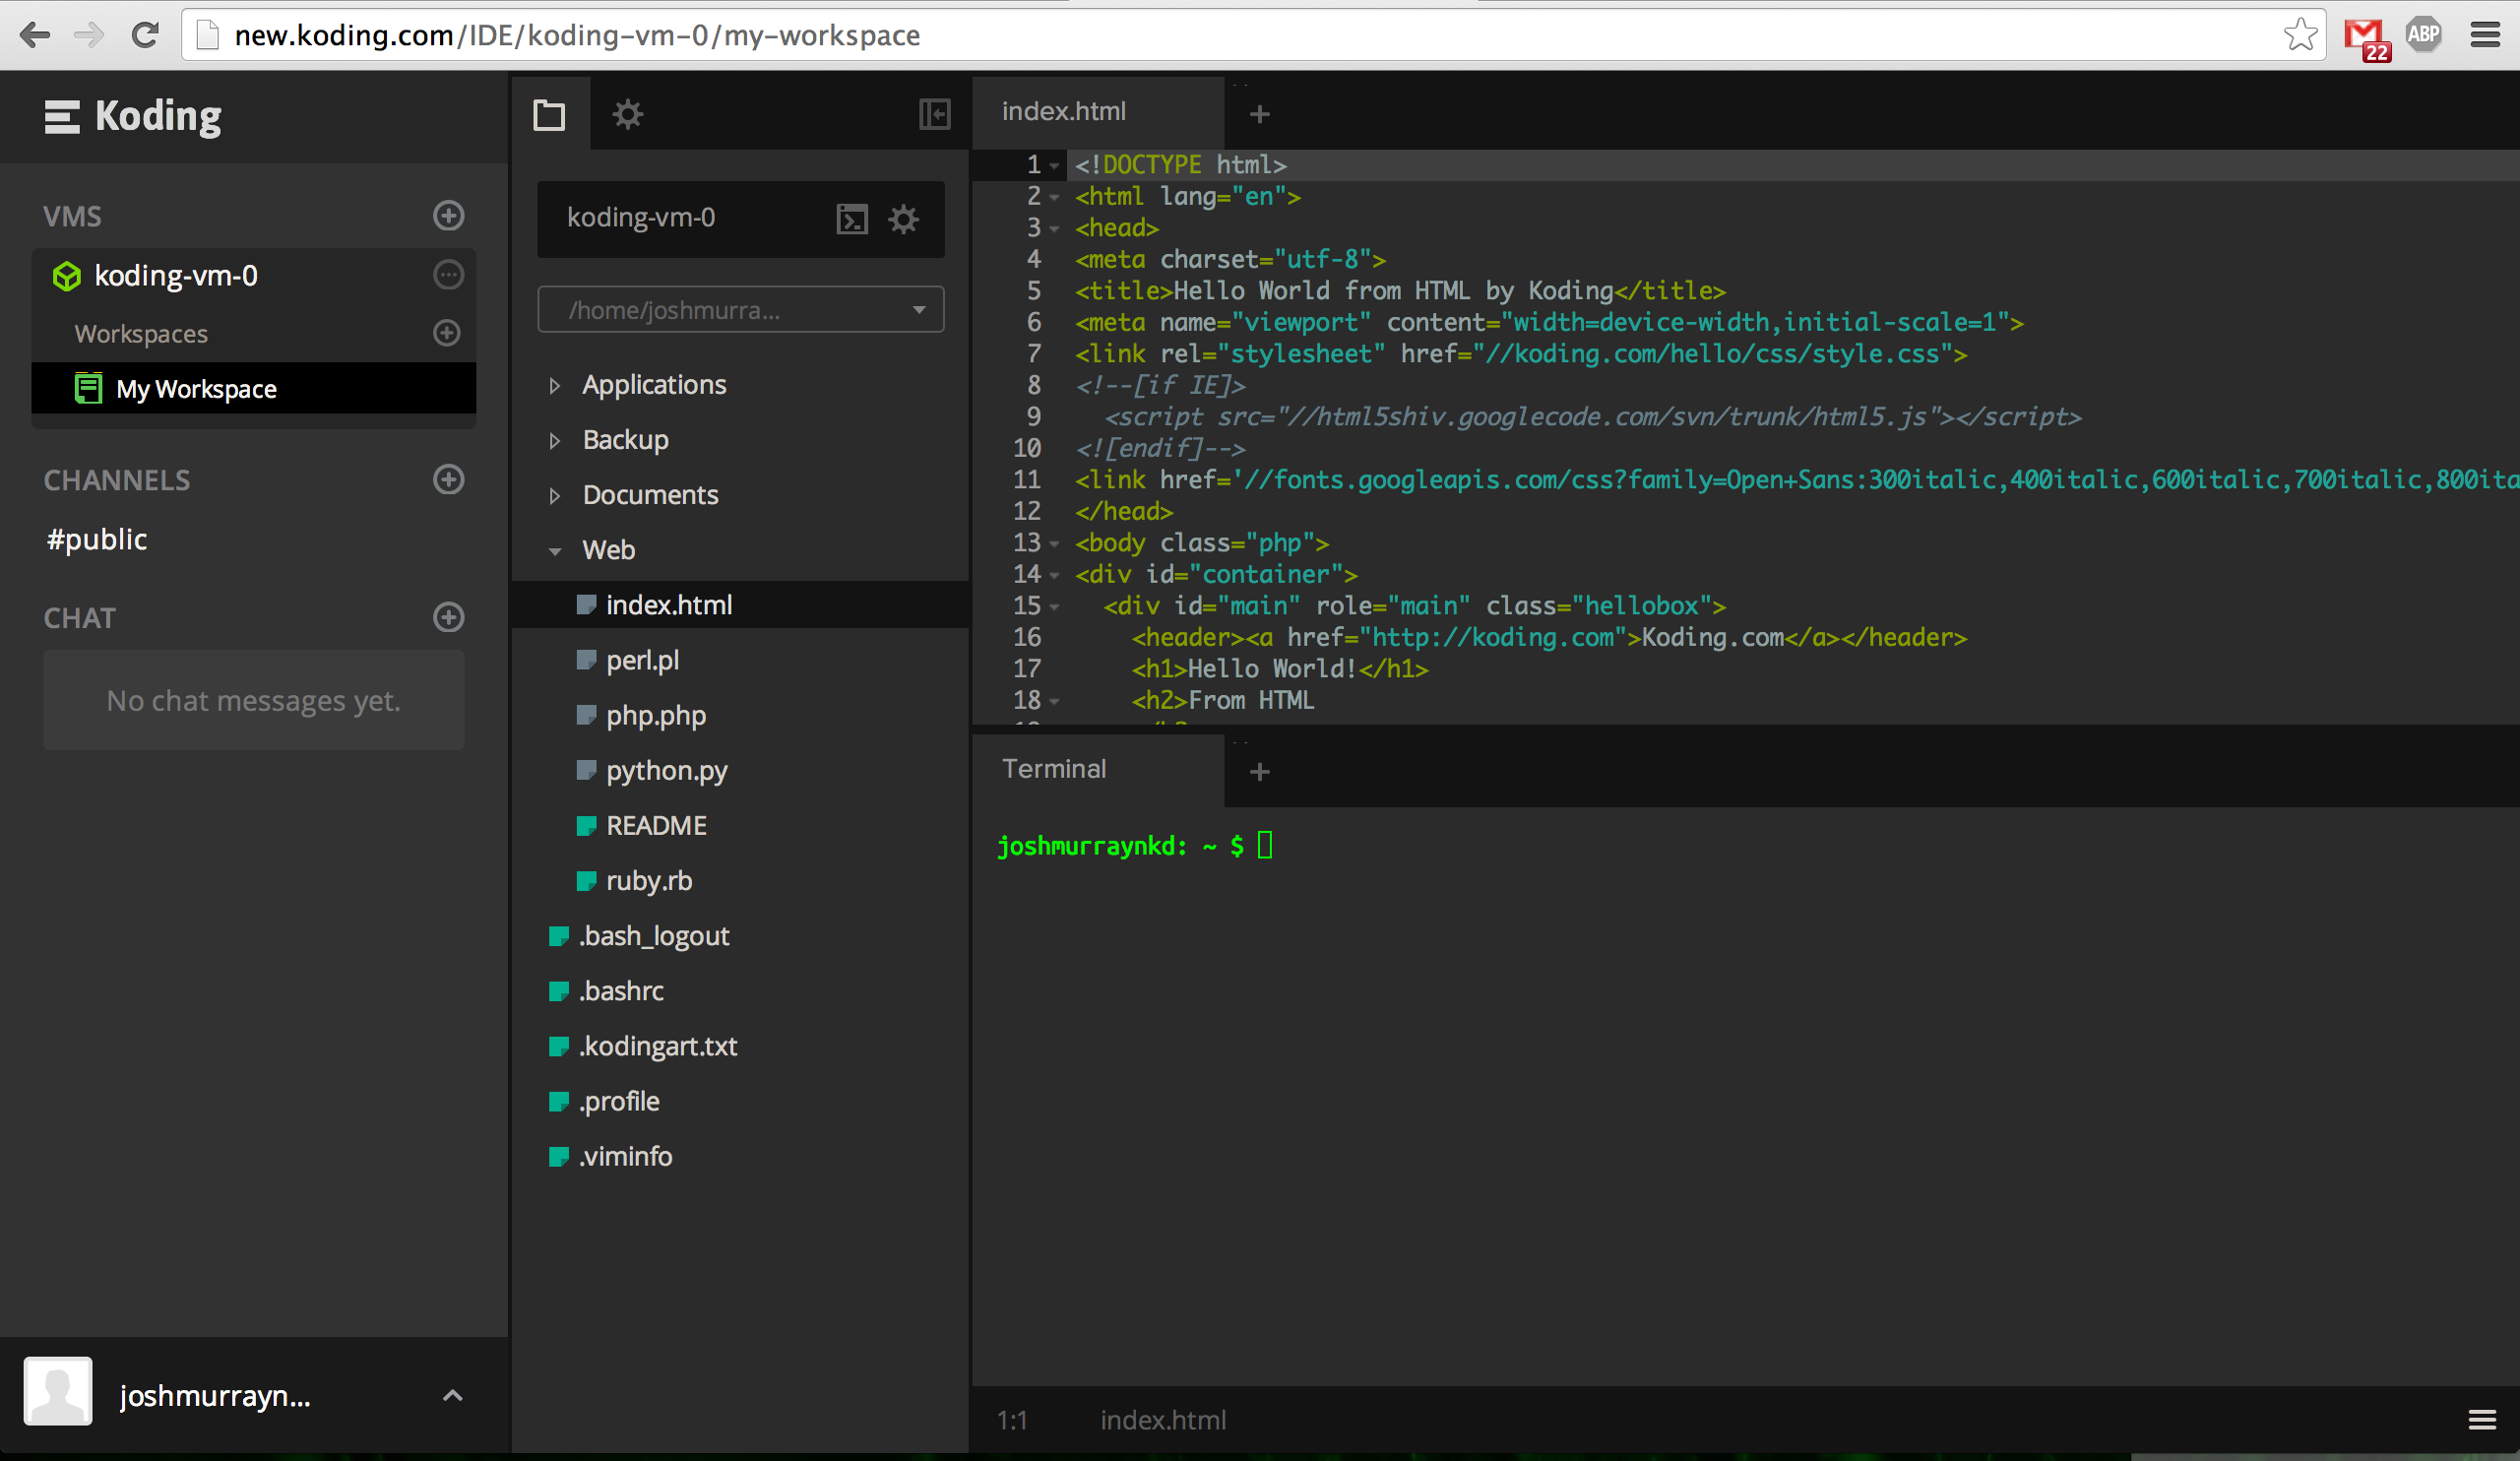 new.koding.com/IDE/koding-vm-0/my-workspace
22
ABP
Koding
VMS
koding-vm-0
Workspaces
My Workspace
CHANNELS
#public
CHAT
No chat messages yet.
joshmurrayn...
koding-vm-0
/home/joshmurra...
Applications
Backup
Documents
Web
index.html
perl.pl
php.php
python.py
README
ruby.rb
.bash_logout
.bashrc
.kodingart.txt
.profile
.viminfo
index.html
+
1 <!DOCTYPE html>
2 <html lang="en">
3 <head>
4 <meta charset="utf-8">
5 <title>Hello World from HTML by Koding</title>
6 <meta name="viewport" content="width=device-width,initial-scale=1">
7 <link rel="stylesheet" href="//koding.com/hello/css/style.css">
8 <!--[if IE]>
9 <script src="//html5shiv.googlecode.com/svn/trunk/html5.js"></script>
10 <![endif]-->
11 <link href='//fonts.googleapis.com/css?family=Open+Sans:300italic,400italic,600italic,700italic,800ita
12 </head>
13 <body class="php">
14 <div id="container">
15 <div id="main" role="main" class="hellobox">
16 <header><a href="http://koding.com">Koding.com</a></header>
17 <h1>Hello World!</h1>
18 <h2>From HTML
Terminal
+
joshmurraynkd: ~ $
1:1 index.html